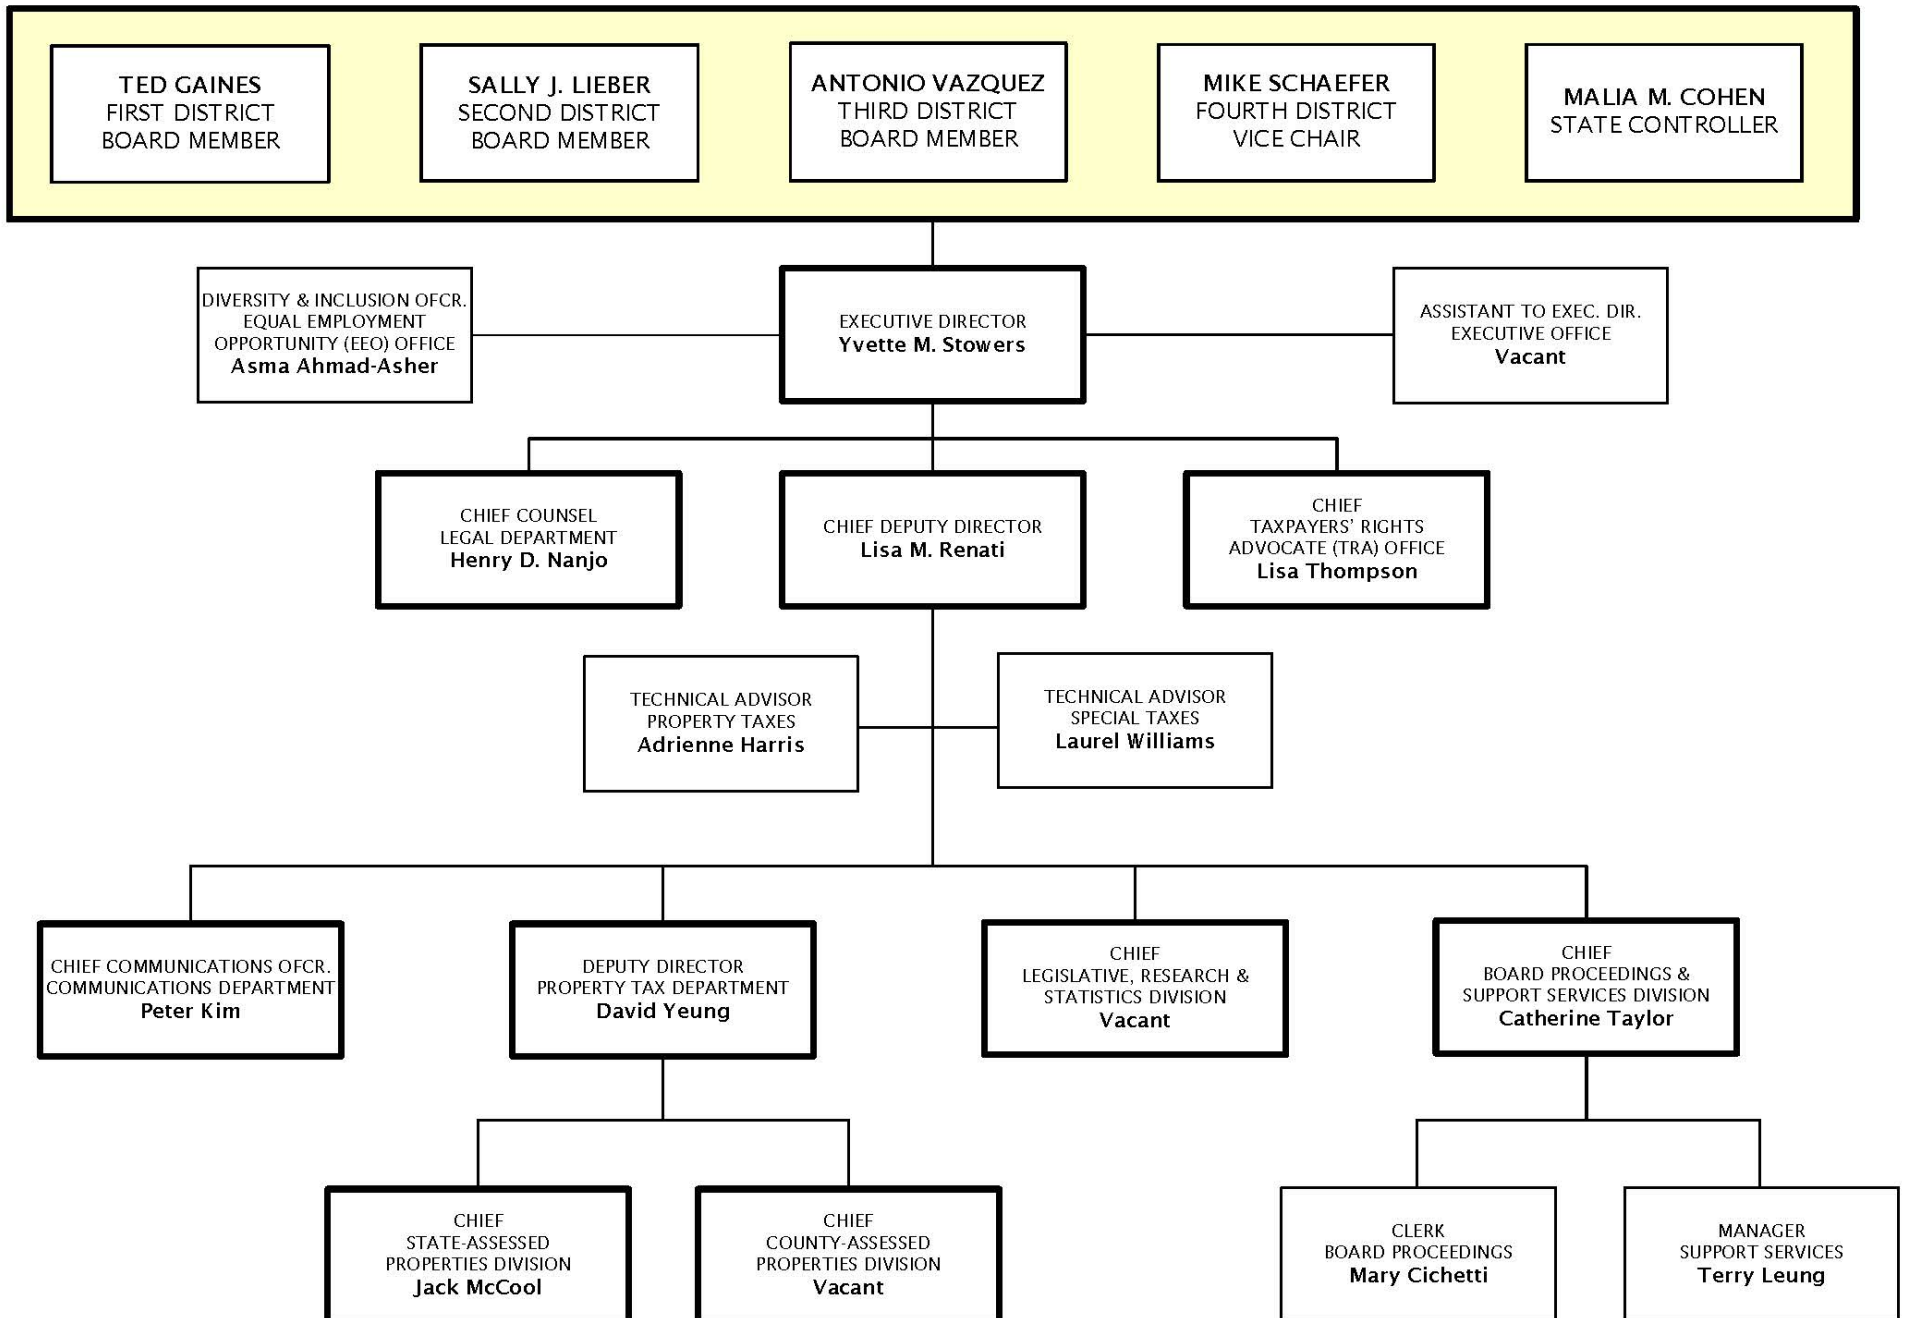 TED GAINES
FIRST DISTRICT
BOARD MEMBER
SALLY J. LIEBER
SECOND DISTRICT
BOARD MEMBER
ANTONIO VAZQUEZ
THIRD DISTRICT
BOARD MEMBER
MIKE SCHAEFER
FOURTH DISTRICT
VICE CHAIR
MALIA M. COHEN
STATE CONTROLLER
DIVERSITY & INCLUSION OFCR.
EQUAL EMPLOYMENT
OPPORTUNITY (EEO) OFFICE
Asma Ahmad-Asher
EXECUTIVE DIRECTOR
Yvette M. Stowers
ASSISTANT TO EXEC. DIR.
EXECUTIVE OFFICE
Vacant
CHIEF COUNSEL
LEGAL DEPARTMENT
Henry D. Nanjo
CHIEF DEPUTY DIRECTOR
Lisa M. Renati
CHIEF
TAXPAYERS’ RIGHTS
ADVOCATE (TRA) OFFICE
Lisa Thompson
TECHNICAL ADVISOR
PROPERTY TAXES
Adrienne Harris
TECHNICAL ADVISOR
SPECIAL TAXES
Laurel Williams
CHIEF COMMUNICATIONS OFCR.
COMMUNICATIONS DEPARTMENT
Peter Kim
DEPUTY DIRECTOR
PROPERTY TAX DEPARTMENT
David Yeung
CHIEF
LEGISLATIVE, RESEARCH &
STATISTICS DIVISION
Vacant
CHIEF
BOARD PROCEEDINGS &
SUPPORT SERVICES DIVISION
Catherine Taylor
CHIEF
STATE-ASSESSED
PROPERTIES DIVISION
Jack McCool
CHIEF
COUNTY-ASSESSED
PROPERTIES DIVISION
Vacant
CLERK
BOARD PROCEEDINGS
Mary Cichetti
MANAGER
SUPPORT SERVICES
Terry Leung